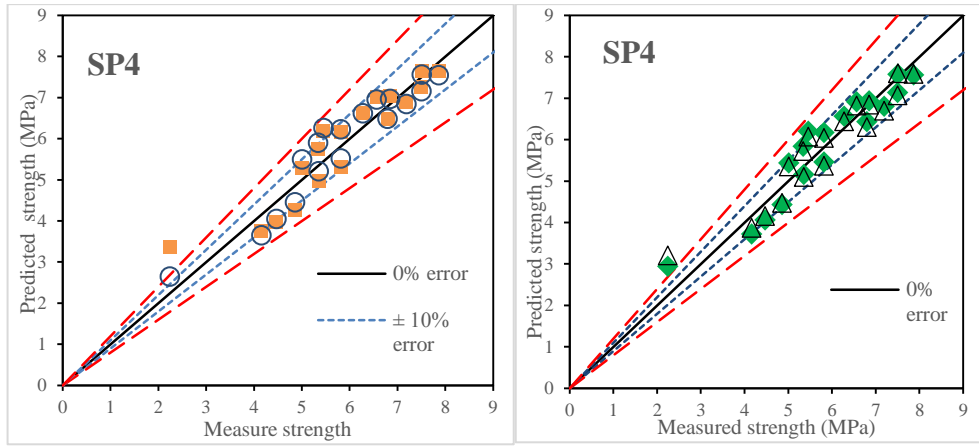 SP4
Predicted strength (MPa)
9
8
7
6
5
4
3
2
1
0
0 1 2 3 4 5 6 7 8 9
Measure strength
0% error
± 10%
error
SP4
Predicted strength (MPa)
9
8
7
6
5
4
3
2
1
0
0 1 2 3 4 5 6 7 8 9
Measured strength (MPa)
0%
error